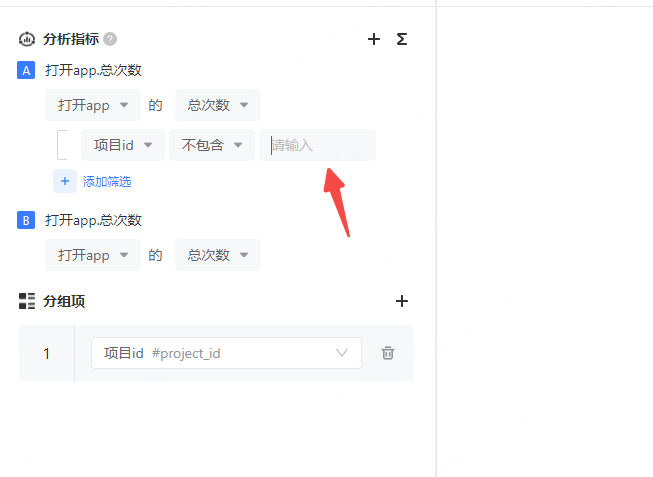 分析指标 ?
A 打开app.总次数
打开app 的 总次数
项目id 不包含 请输入
+ 添加筛选
B 打开app.总次数
打开app 的 总次数
分组项
1 项目id #project_id